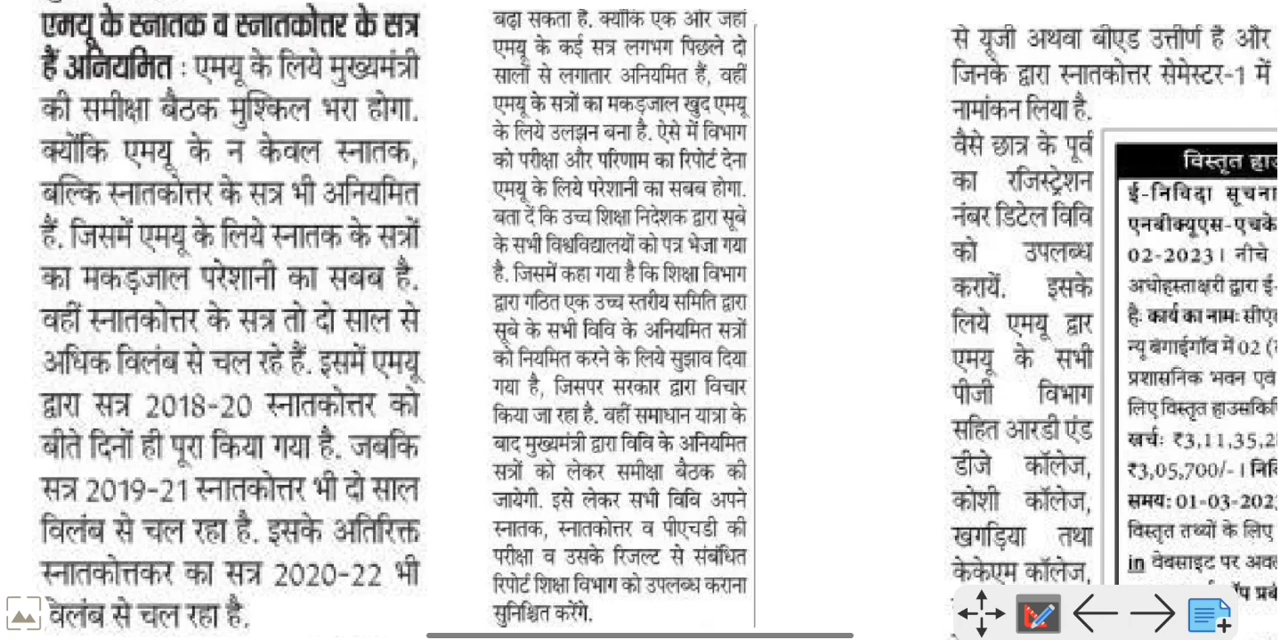 एमयू के स्नातक व स्नातकोत्तर के सत्र
हैं अनियमित : एमयू के लिये मुख्यमंत्री
की समीक्षा बैठक मुश्किल भरा होगा.
क्योंकि एमयू के न केवल स्नातक,
बल्कि स्नातकोत्तर के सत्र भी अनियमित
हैं. जिसमें एमयू के लिये स्नातक के सत्रों
का मकड़जाल परेशानी का सबब है.
वहीं स्नातकोत्तर के सत्र तो दो साल से
अधिक विलंब से चल रहे हैं. इसमें एमयू
द्वारा सत्र 2018-20 स्नातकोत्तर को
बीते दिनों ही पूरा किया गया है. जबकि
सत्र 2019-21 स्नातकोत्तर भी दो साल
विलंब से चल रहा है. इसके अतिरिक्त
स्नातकोत्तकर का सत्र 2020-22 भी
विलंब से चल रहा है.
बढ़ा सकता है. क्योंकि एक ओर जहां
एमयू के कई सत्र लगभग पिछले दो
सालों से लगातार अनियमित हैं, वहीं
एमयू के सत्रों का मकड़जाल खुद एमयू
के लिये उलझन बना है. ऐसे में विभाग
को परीक्षा और परिणाम का रिपोर्ट देना
एमयू के लिये परेशानी का सबब होगा.
बता दें कि उच्च शिक्षा निदेशक द्वारा सूबे
के सभी विश्वविद्यालयों को पत्र भेजा गया
है. जिसमें कहा गया है कि शिक्षा विभाग
द्वारा गठित एक उच्च स्तरीय समिति द्वारा
सूबे के सभी विवि के अनियमित सत्रों
को नियमित करने के लिये सुझाव दिया
गया है, जिसपर सरकार द्वारा विचार
किया जा रहा है. वहीं समाधान यात्रा के
बाद मुख्यमंत्री द्वारा विवि के अनियमित
सत्रों को लेकर समीक्षा बैठक की
जायेगी. इसे लेकर सभी विवि अपने
स्नातक, स्नातकोत्तर व पीएचडी की
परीक्षा व उसके रिजल्ट से संबंधित
रिपोर्ट शिक्षा विभाग को उपलब्ध कराना
सुनिश्चित करेंगे.
से यूजी अथवा बीएड उत्तीर्ण है और
जिनके द्वारा स्नातकोत्तर सेमेस्टर-1 में
नामांकन लिया है.
वैसे छात्र के पूर्व
का रजिस्ट्रेशन
नंबर डिटेल विवि
को उपलब्ध
करायें. इसके
लिये एमयू द्वार
एमयू के सभी
पीजी विभाग
सहित आरडी एंड
डीजे कॉलेज,
कोशी कॉलेज,
खगड़िया तथा
केकेएम कॉलेज,
विस्तृत
ई-निविदा सूचना
एनबीक्यूएस-एचके
02-2023। नीचे
अधोहस्ताक्षरी द्वारा ई-
है: कार्य का नाम:
न्यू बंगाईगाँव में 02
प्रशासनिक भवन एवं
लिए विस्तृत
खर्च: ₹3,11,35,2
₹3,05,700/-।
समय: 01-03-202
विस्तृत तथ्यों के लिए
in वेबसाइट पर